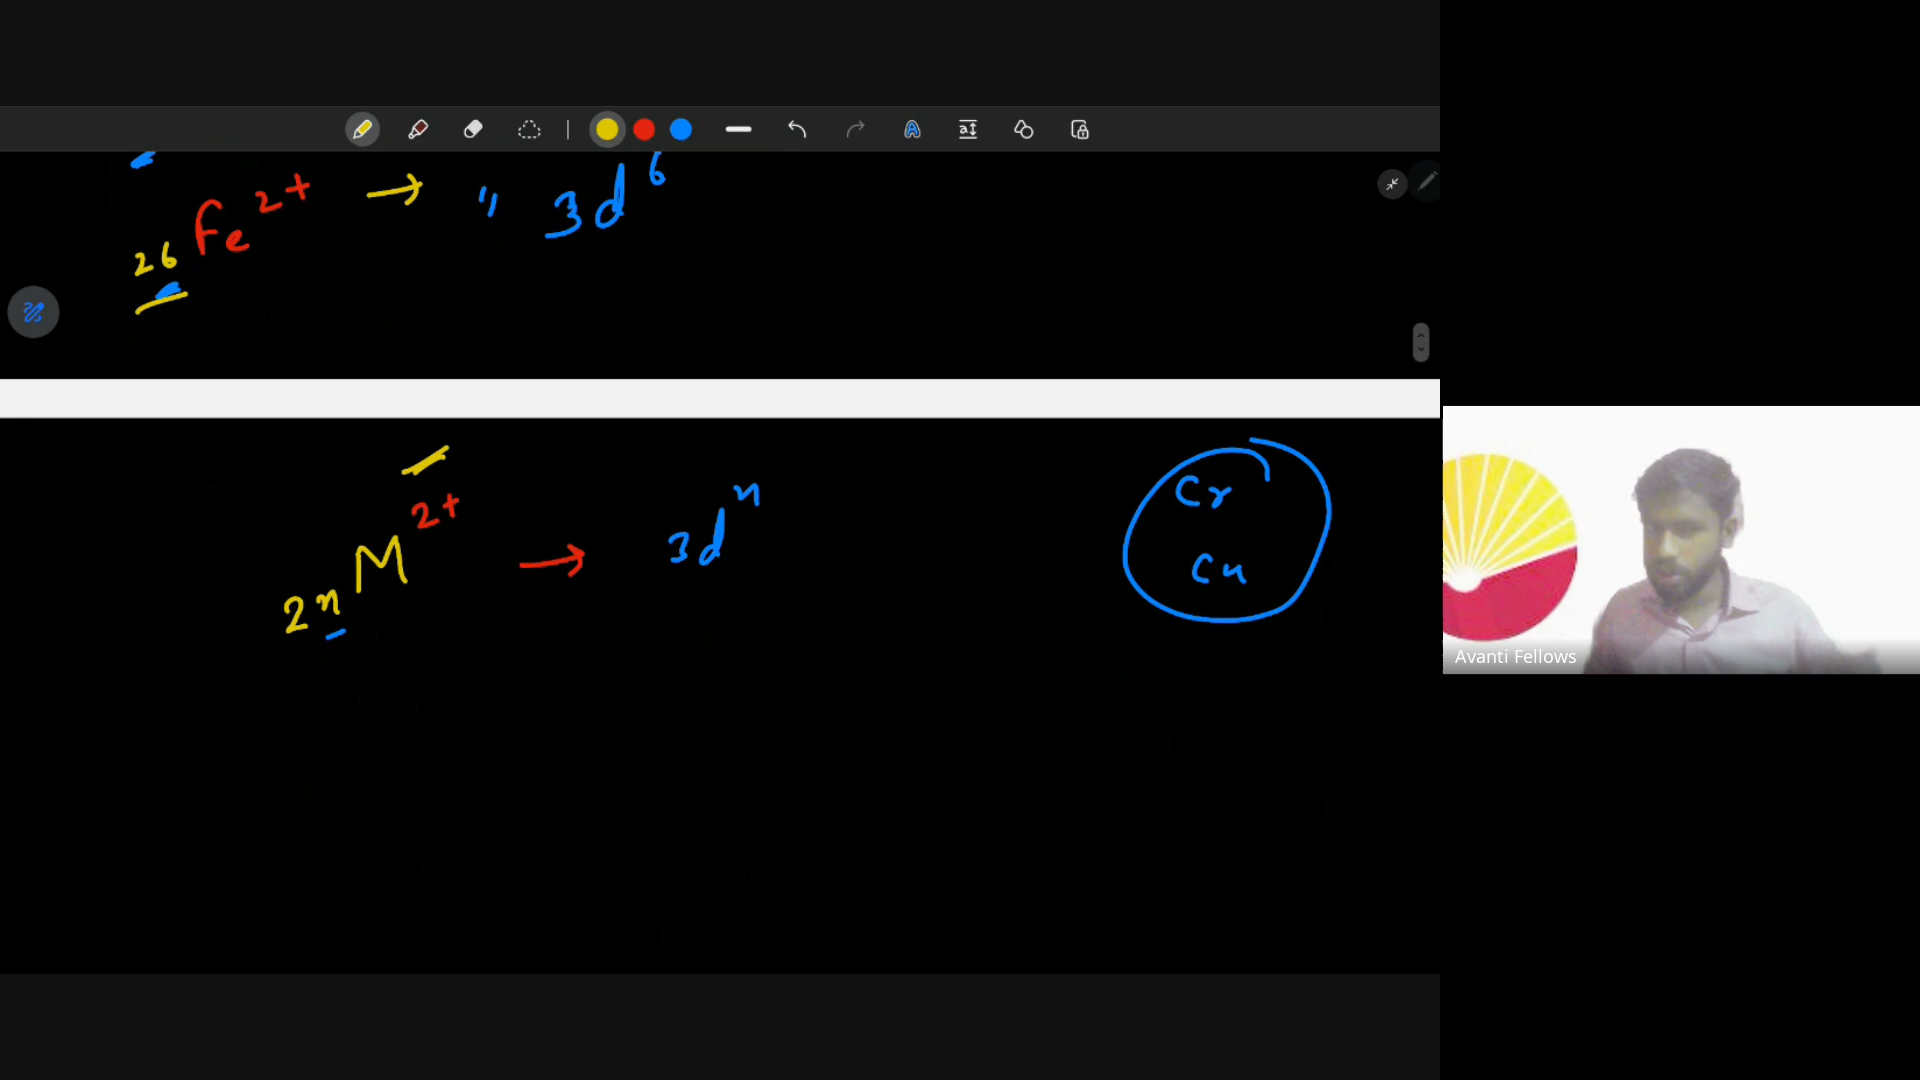 26Fe2+ → " 3d6
2nM2+ → 3dn
Cr
Cu
Avanti Fellows